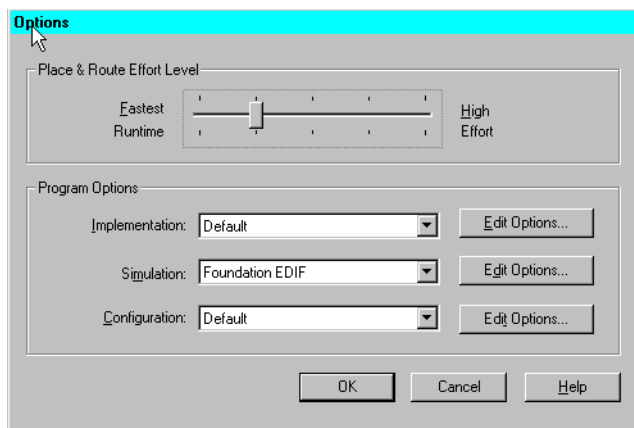 Options
Place & Route Effort Level
Fastest
Runtime
High
Effort
Program Options
Implementation: Default Edit Options...
Simulation: Foundation EDIF Edit Options...
Configuration: Default Edit Options...
OK Cancel Help